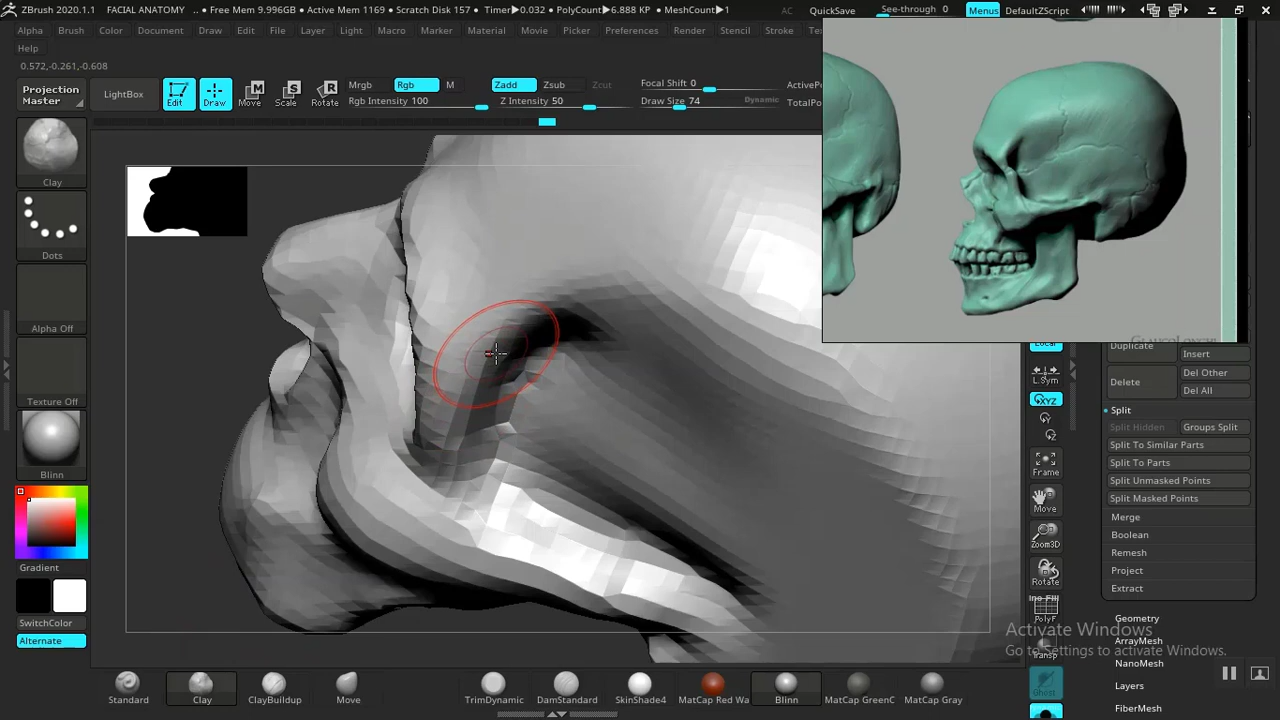 ZBrush 2020.1.1 FACIAL ANATOMY .. • Free Mem 9.996GB • Active Mem 1169 • Scratch Disk 157 • Timer▶0.032 • PolyCount▶6.888 KP • MeshCount▶1 AC QuickSave See-through 0 Menus DefaultZScript
Alpha Brush Color Document Draw Edit File Layer Light Macro Marker Material Movie Picker Preferences Render Stencil Stroke
Help
0.572,-0.261,-0.608
Projection Master
LightBox
Edit Draw Move Scale Rotate
M S R
Mrgb Rgb M
Rgb Intensity 100
Zadd Zsub Zcut
Z Intensity 50
Focal Shift 0
Draw Size 74 Dynamic
Clay
Dots
Alpha Off
Texture Off
Blinn
Gradient
SwitchColor
Alternate
L.Sym
XYZ
Y
Z
Frame
Move
Zoom3D
Rotate
PolyF
Transp
Ghost
Duplicate Insert
Delete Del Other
Del All
Split
Split Hidden Groups Split
Split To Similar Parts
Split To Parts
Split Unmasked Points
Split Masked Points
Merge
Boolean
Remesh
Project
Extract
Geometry
ArrayMesh
NanoMesh
Layers
FiberMesh
Activate Windows
Go to Settings to activate Windows.
Standard Clay ClayBuildup Move TrimDynamic DamStandard SkinShade4 MatCap Red Wa Blinn MatCap GreenC MatCap Gray